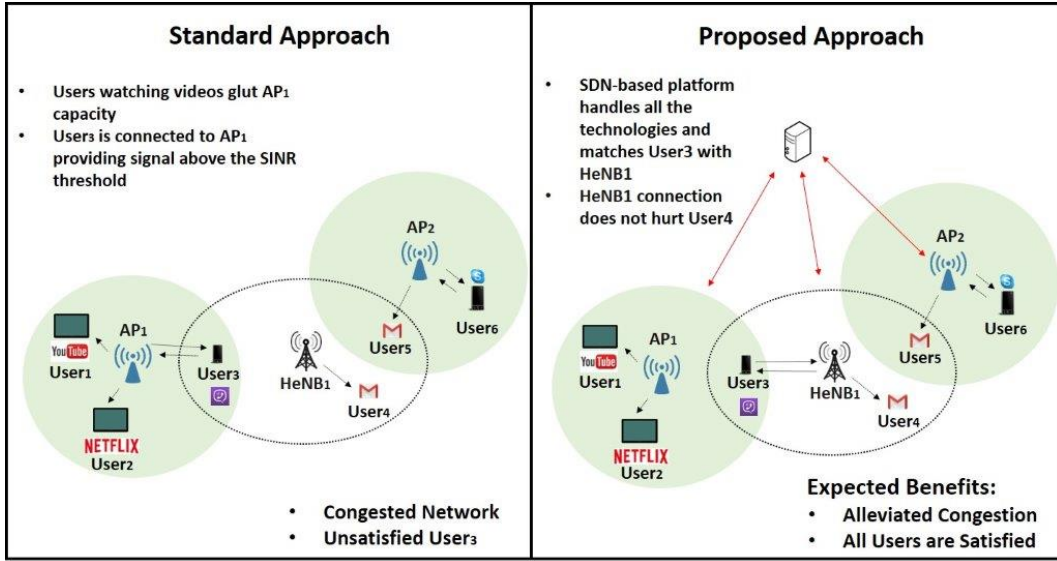 Standard Approach
• Users watching videos glut AP1
capacity
• User3 is connected to AP1
providing signal above the SINR
threshold
AP2
User6
User5
AP1
YouTube
User1
User3
HeNB1
User4
NETFLIX
User2
• Congested Network
• Unsatisfied User3
Proposed Approach
• SDN-based platform
handles all the
technologies and
matches User3 with
HeNB1
• HeNB1 connection
does not hurt User4
AP2
User6
User5
AP1
YouTube
User1
User3
HeNB1
User4
NETFLIX
User2
Expected Benefits:
• Alleviated Congestion
• All Users are Satisfied